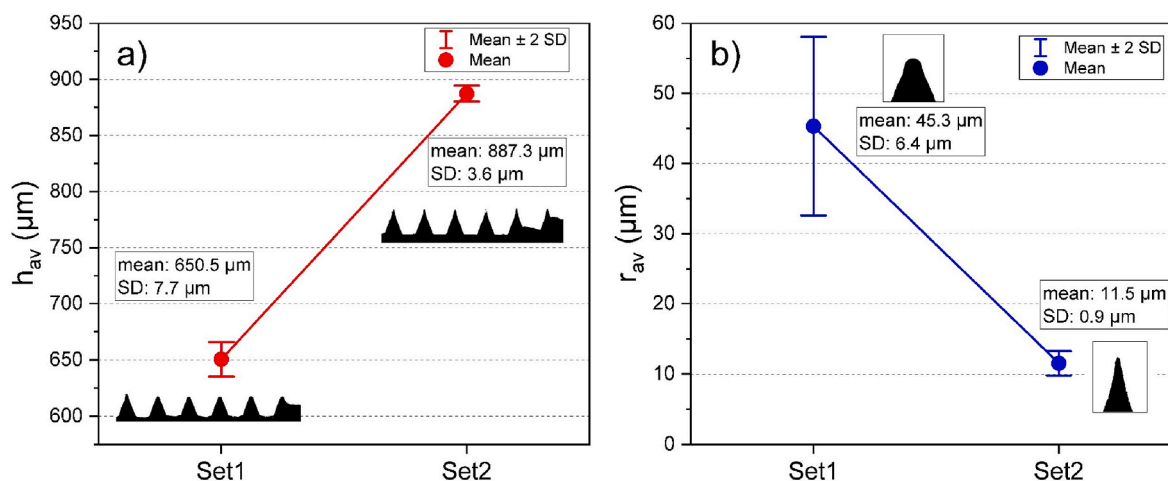 a)
Mean ± 2 SD
Mean
950
900
850
800
750
700
650
600
h_av (µm)
mean: 887.3 µm
SD: 3.6 µm
mean: 650.5 µm
SD: 7.7 µm
Set1
Set2
b)
Mean ± 2 SD
Mean
60
50
40
30
20
10
0
r_av (µm)
mean: 45.3 µm
SD: 6.4 µm
mean: 11.5 µm
SD: 0.9 µm
Set1
Set2